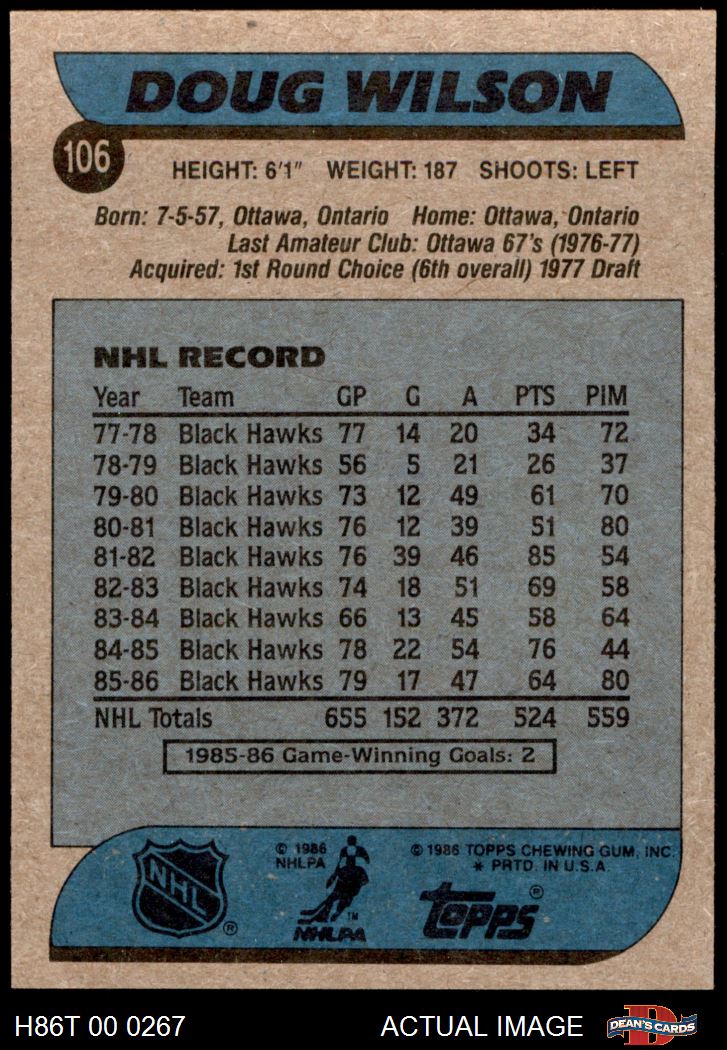 DOUG WILSON
106
HEIGHT: 6'1" WEIGHT: 187 SHOOTS: LEFT
Born: 7-5-57, Ottawa, Ontario Home: Ottawa, Ontario
Last Amateur Club: Ottawa 67's (1976-77)
Acquired: 1st Round Choice (6th overall) 1977 Draft
NHL RECORD
Year Team GP G A PTS PIM
77-78 Black Hawks 77 14 20 34 72
78-79 Black Hawks 56 5 21 26 37
79-80 Black Hawks 73 12 49 61 70
80-81 Black Hawks 76 12 39 51 80
81-82 Black Hawks 76 39 46 85 54
82-83 Black Hawks 74 18 51 69 58
83-84 Black Hawks 66 13 45 58 64
84-85 Black Hawks 78 22 54 76 44
85-86 Black Hawks 79 17 47 64 80
NHL Totals 655 152 372 524 559
1985-86 Game-Winning Goals: 2
NHL ®
© 1986
NHLPA
TM
NHLPA
© 1986 TOPPS CHEWING GUM, INC.
* PRTD. IN U.S.A.
topps ®
H86T 00 0267 ACTUAL IMAGE
D
DEAN'S CARDS